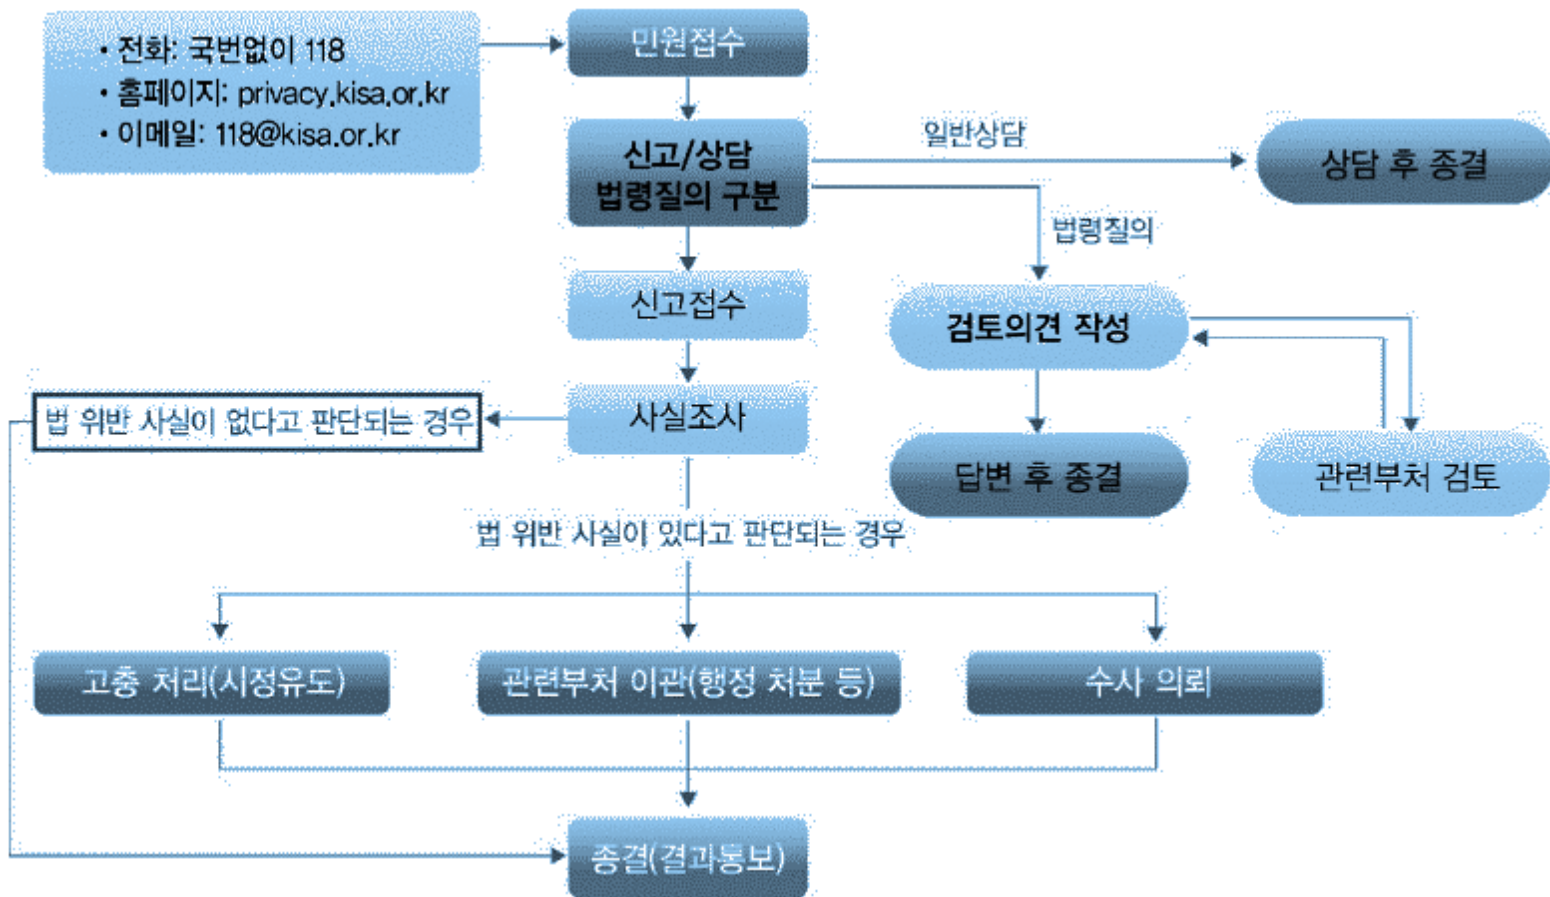 • 전화: 국번없이 118
• 홈페이지: privacy.kisa.or.kr
• 이메일: 118@kisa.or.kr
민원접수
신고/상담
법령질의 구분
일반상담
상담 후 종결
법령질의
신고접수
검토의견 작성
사실조사
법 위반 사실이 없다고 판단되는 경우
답변 후 종결
관련부처 검토
법 위반 사실이 있다고 판단되는 경우
고충 처리(시정유도)
관련부처 이관(행정 처분 등)
수사 의뢰
종결(결과통보)